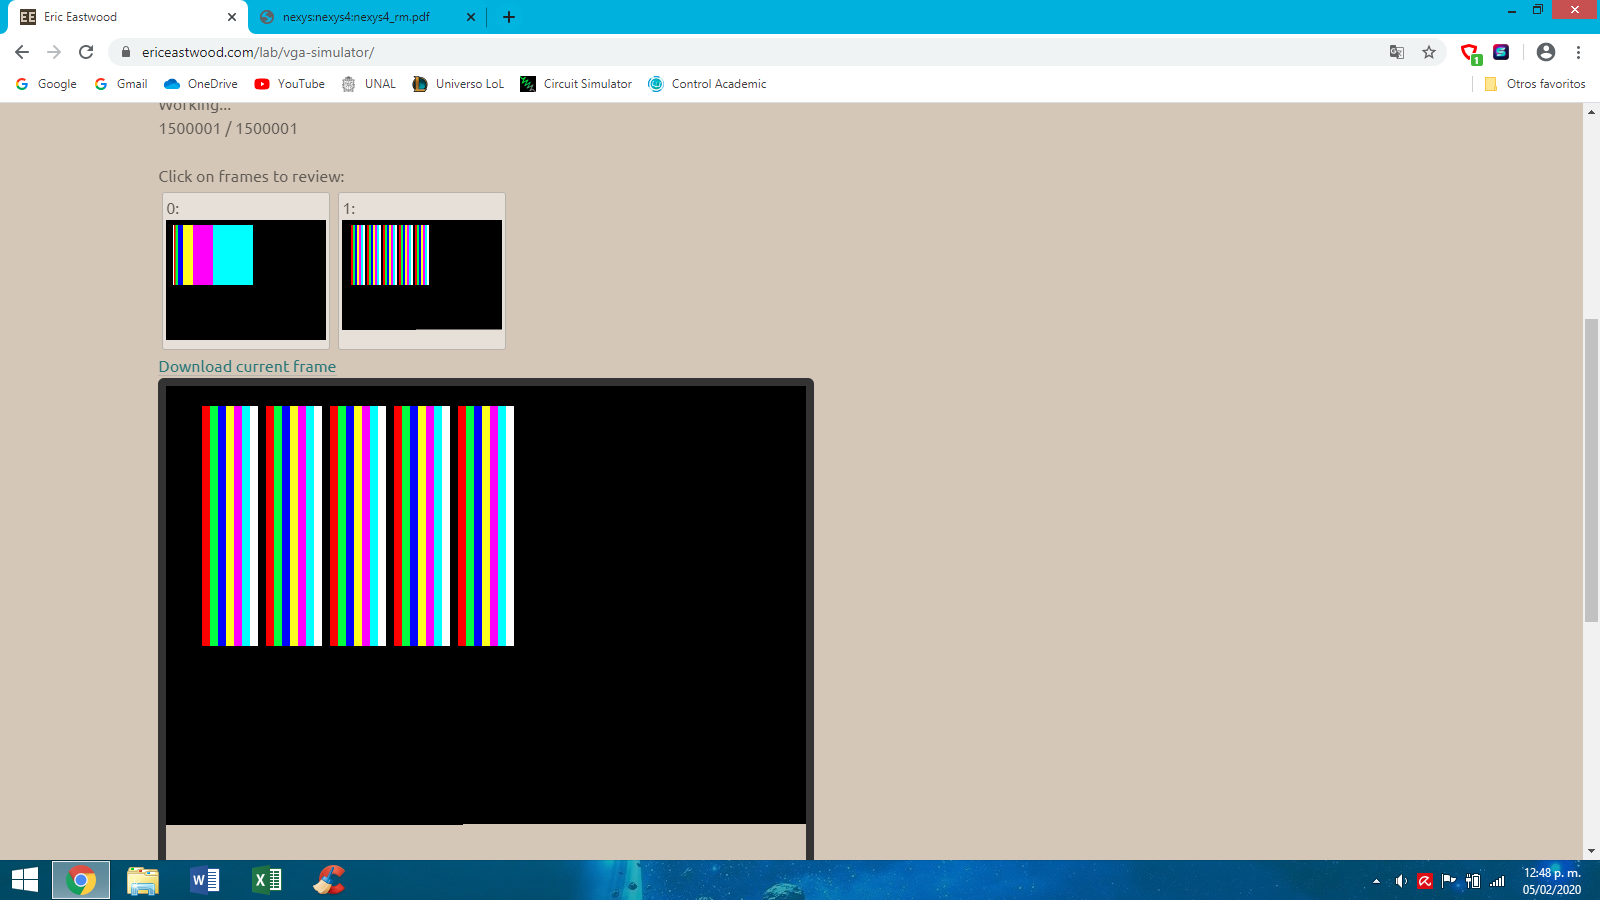 EE Eric Eastwood
nexys:nexys4:nexys4_rm.pdf
ericeastwood.com/lab/vga-simulator/
1
Google
Gmail
OneDrive
YouTube
UNAL
Universo LoL
Circuit Simulator
Control Academic
Otros favoritos
Working...
1500001 / 1500001
Click on frames to review:
0:
1:
Download current frame
12:48 p. m.
05/02/2020